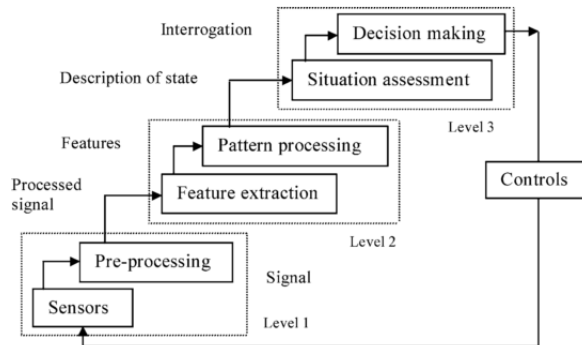 Interrogation
Decision making
Description of state
Situation assessment
Level 3
Features
Pattern processing
Processed
signal
Feature extraction
Controls
Level 2
Pre-processing
Signal
Sensors
Level 1